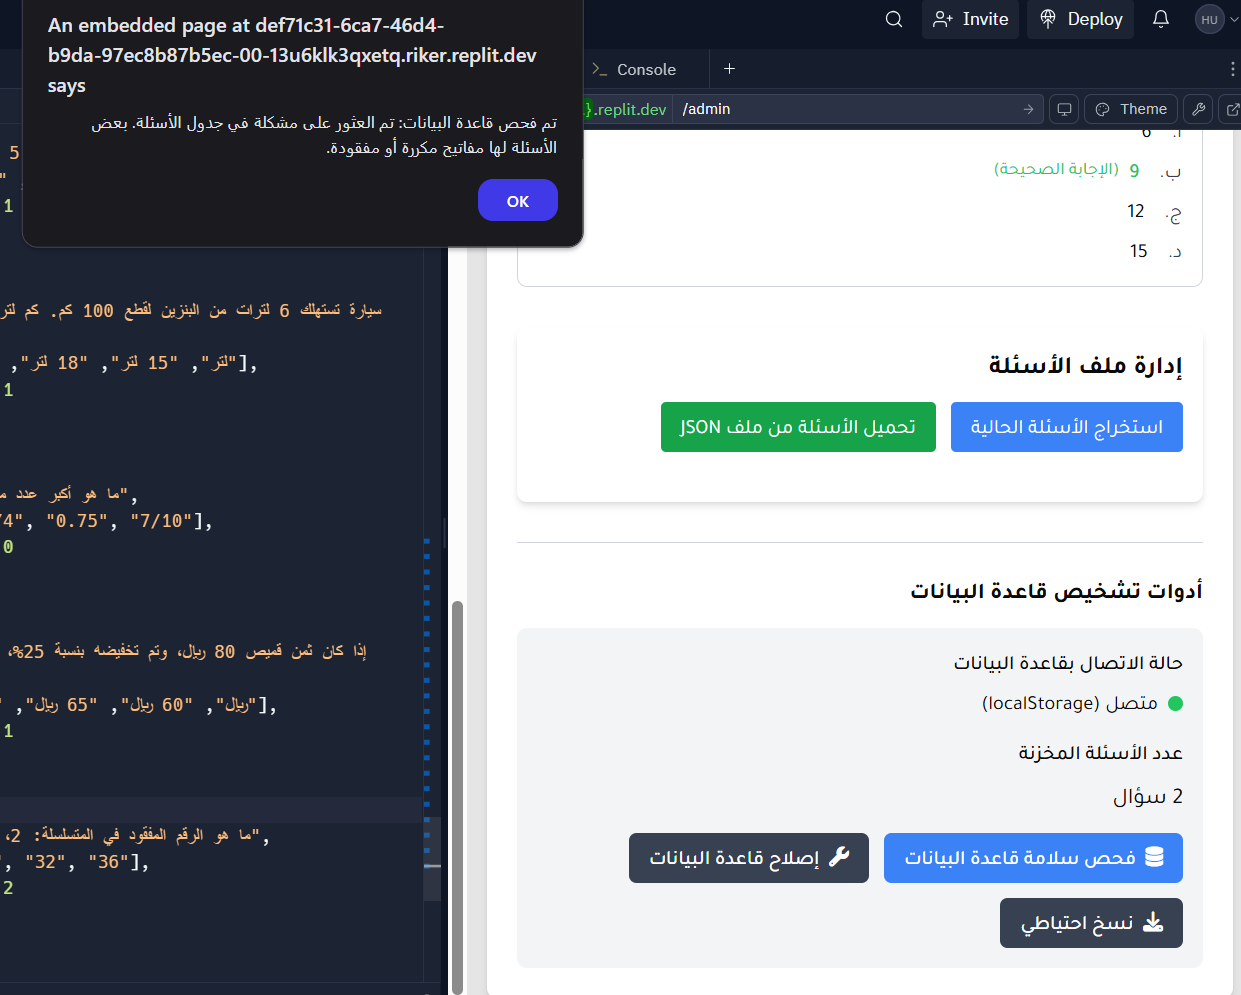 An embedded page at def71c31-6ca7-46d4-
b9da-97ec8b87b5ec-00-13u6klk3qxetq.riker.replit.dev
says
تم فحص قاعدة البيانات: تم العثور على مشكلة في جدول الأسئلة. بعض
الأسئلة لها مفاتيح مكررة أو مفقودة.
OK
Invite
Deploy
HU
Console
}.replit.dev
/admin
Theme
5
"
1
سيارة تستهلك 6 لترات من البنزين لقطع 100 كم. كم لتر
لتر", "15 لتر", "18 لتر"],
1
ما هو أكبر عدد م",
/4", "0.75", "7/10"],
0
إذا كان ثمن قميص 80 ريال، وتم تخفيضه بنسبة 25%،
ريال", "60 ريال", "65 ريال"],
1
ما هو الرقم المفقود في المتسلسلة: 2،",
", "32", "36"],
2
أ. 6
ب. 9 (الإجابة الصحيحة)
ج. 12
د. 15
إدارة ملف الأسئلة
استخراج الأسئلة الحالية
تحميل الأسئلة من ملف JSON
أدوات تشخيص قاعدة البيانات
حالة الاتصال بقاعدة البيانات
متصل (localStorage)
عدد الأسئلة المخزنة
2 سؤال
فحص سلامة قاعدة البيانات
إصلاح قاعدة البيانات
نسخ احتياطي